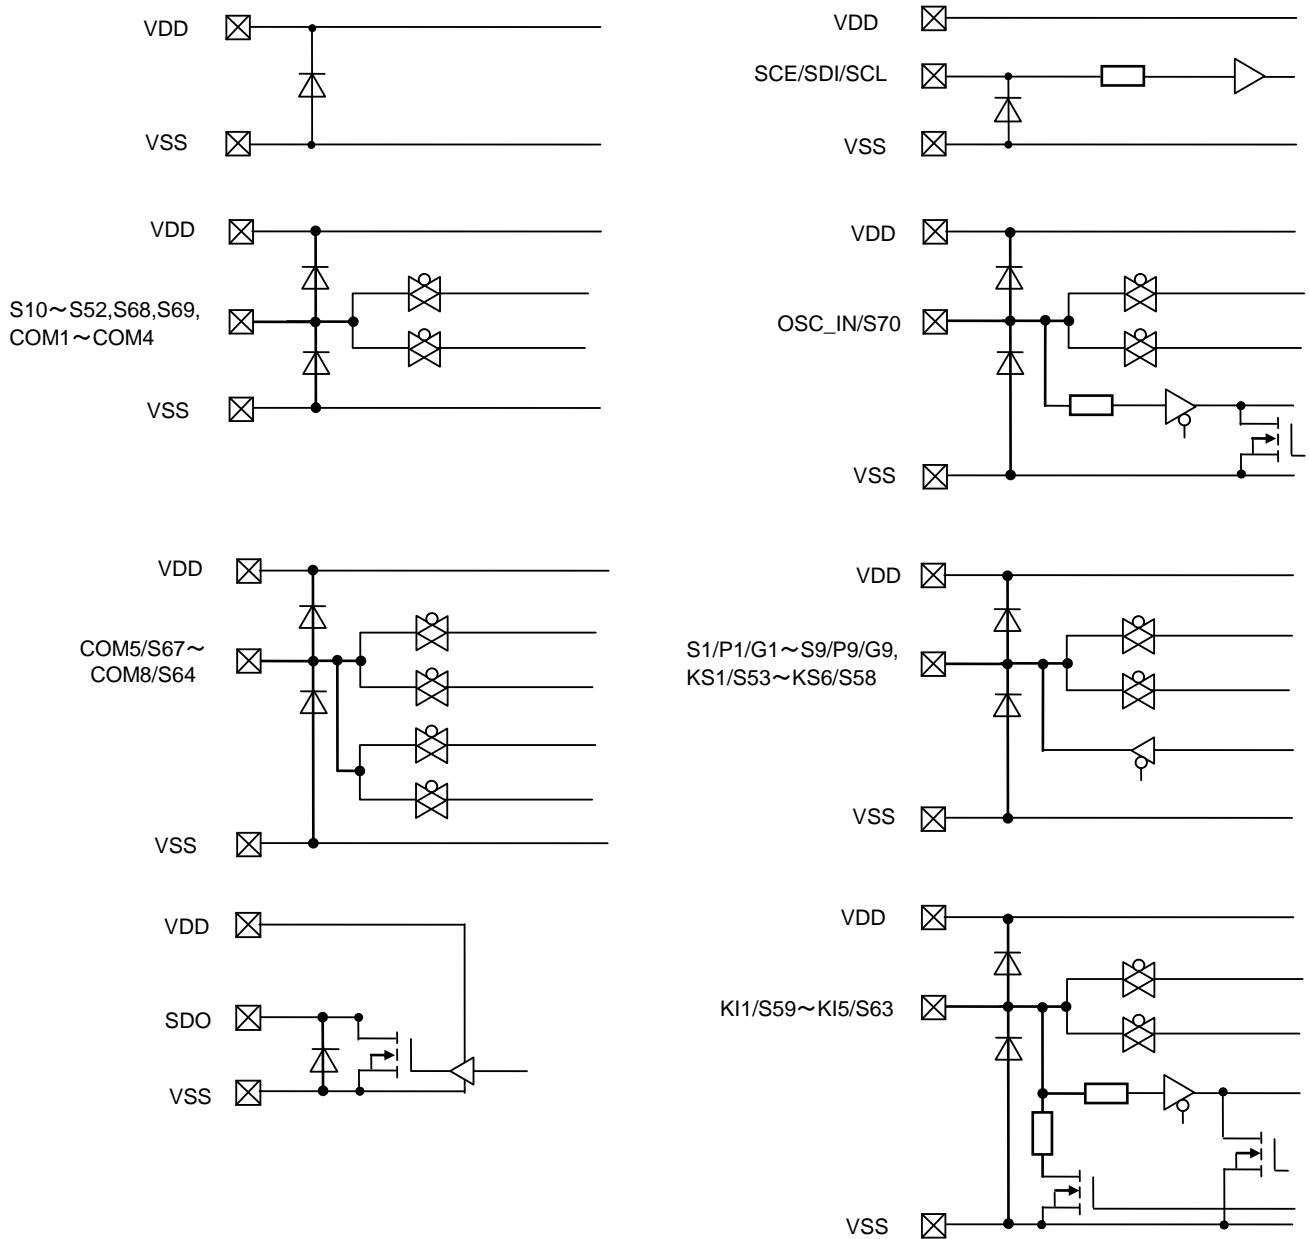 VDD
VSS
VDD
SCE/SDI/SCL
VSS
VDD
S10～S52,S68,S69,
COM1～COM4
VSS
VDD
OSC_IN/S70
VSS
VDD
COM5/S67～
COM8/S64
VSS
VDD
S1/P1/G1～S9/P9/G9,
KS1/S53～KS6/S58
VSS
VDD
SDO
VSS
VDD
KI1/S59～KI5/S63
VSS